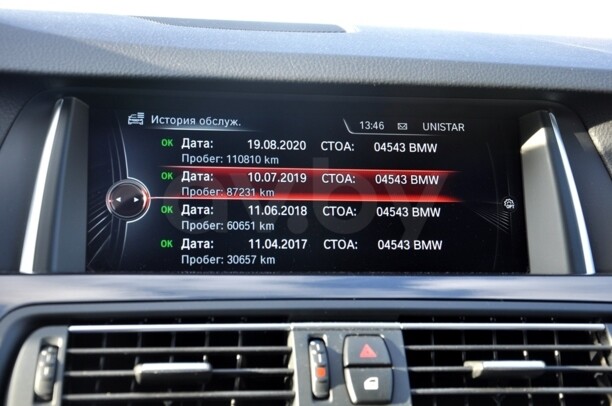 История обслуж. 13:46 UNISTAR
OK Дата: 19.08.2020 СТОА: 04543 BMW
Пробег: 110810 km
OK Дата: 10.07.2019 СТОА: 04543 BMW
Пробег: 87231 km
OK Дата: 11.06.2018 СТОА: 04543 BMW
Пробег: 60651 km
OK Дата: 11.04.2017 СТОА: 04543 BMW
Пробег: 30657 km
av.by